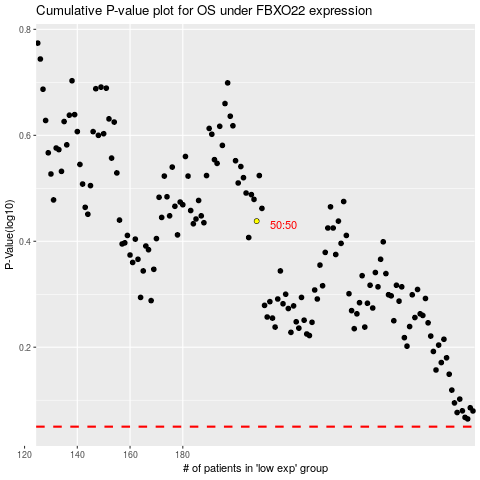 Cumulative P-value plot for OS under FBXO22 expression
P-Value(log10)
0.8
0.6
0.4
0.2
50:50
120 140 160 180
# of patients in 'low exp' group